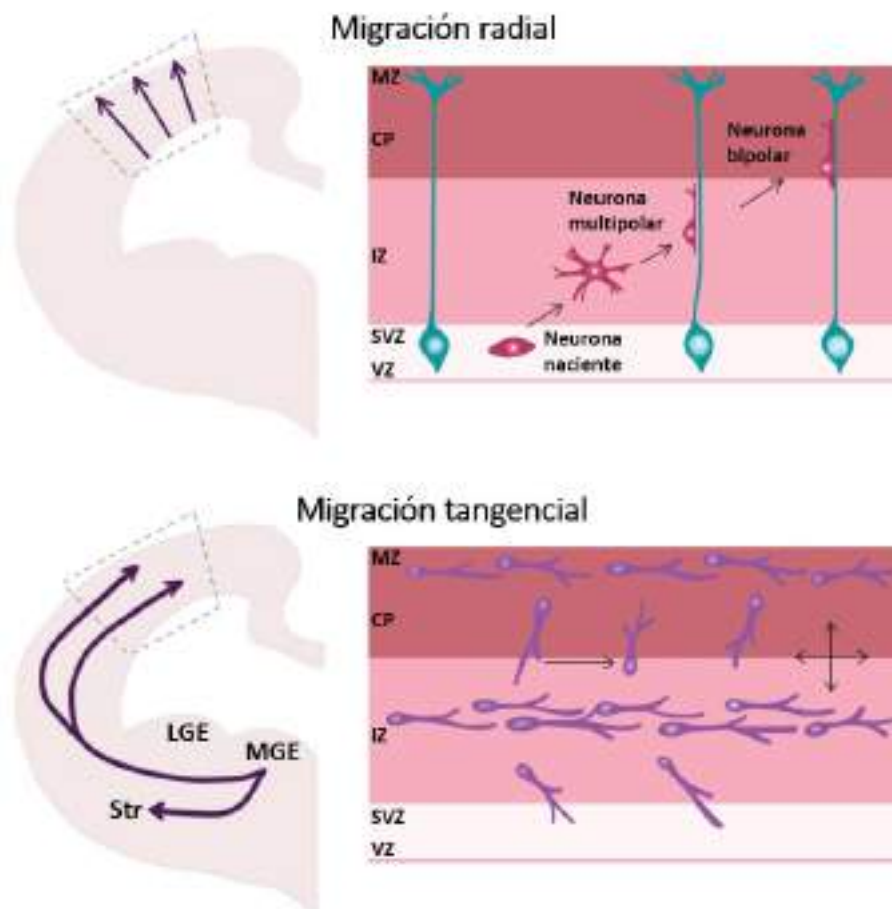 Migración radial
MZ
CP
Neurona
bipolar
Neurona
multipolar
IZ
SVZ
Neurona
naciente
VZ
Migración tangencial
MZ
CP
LGE
MGE
IZ
Str
SVZ
VZ